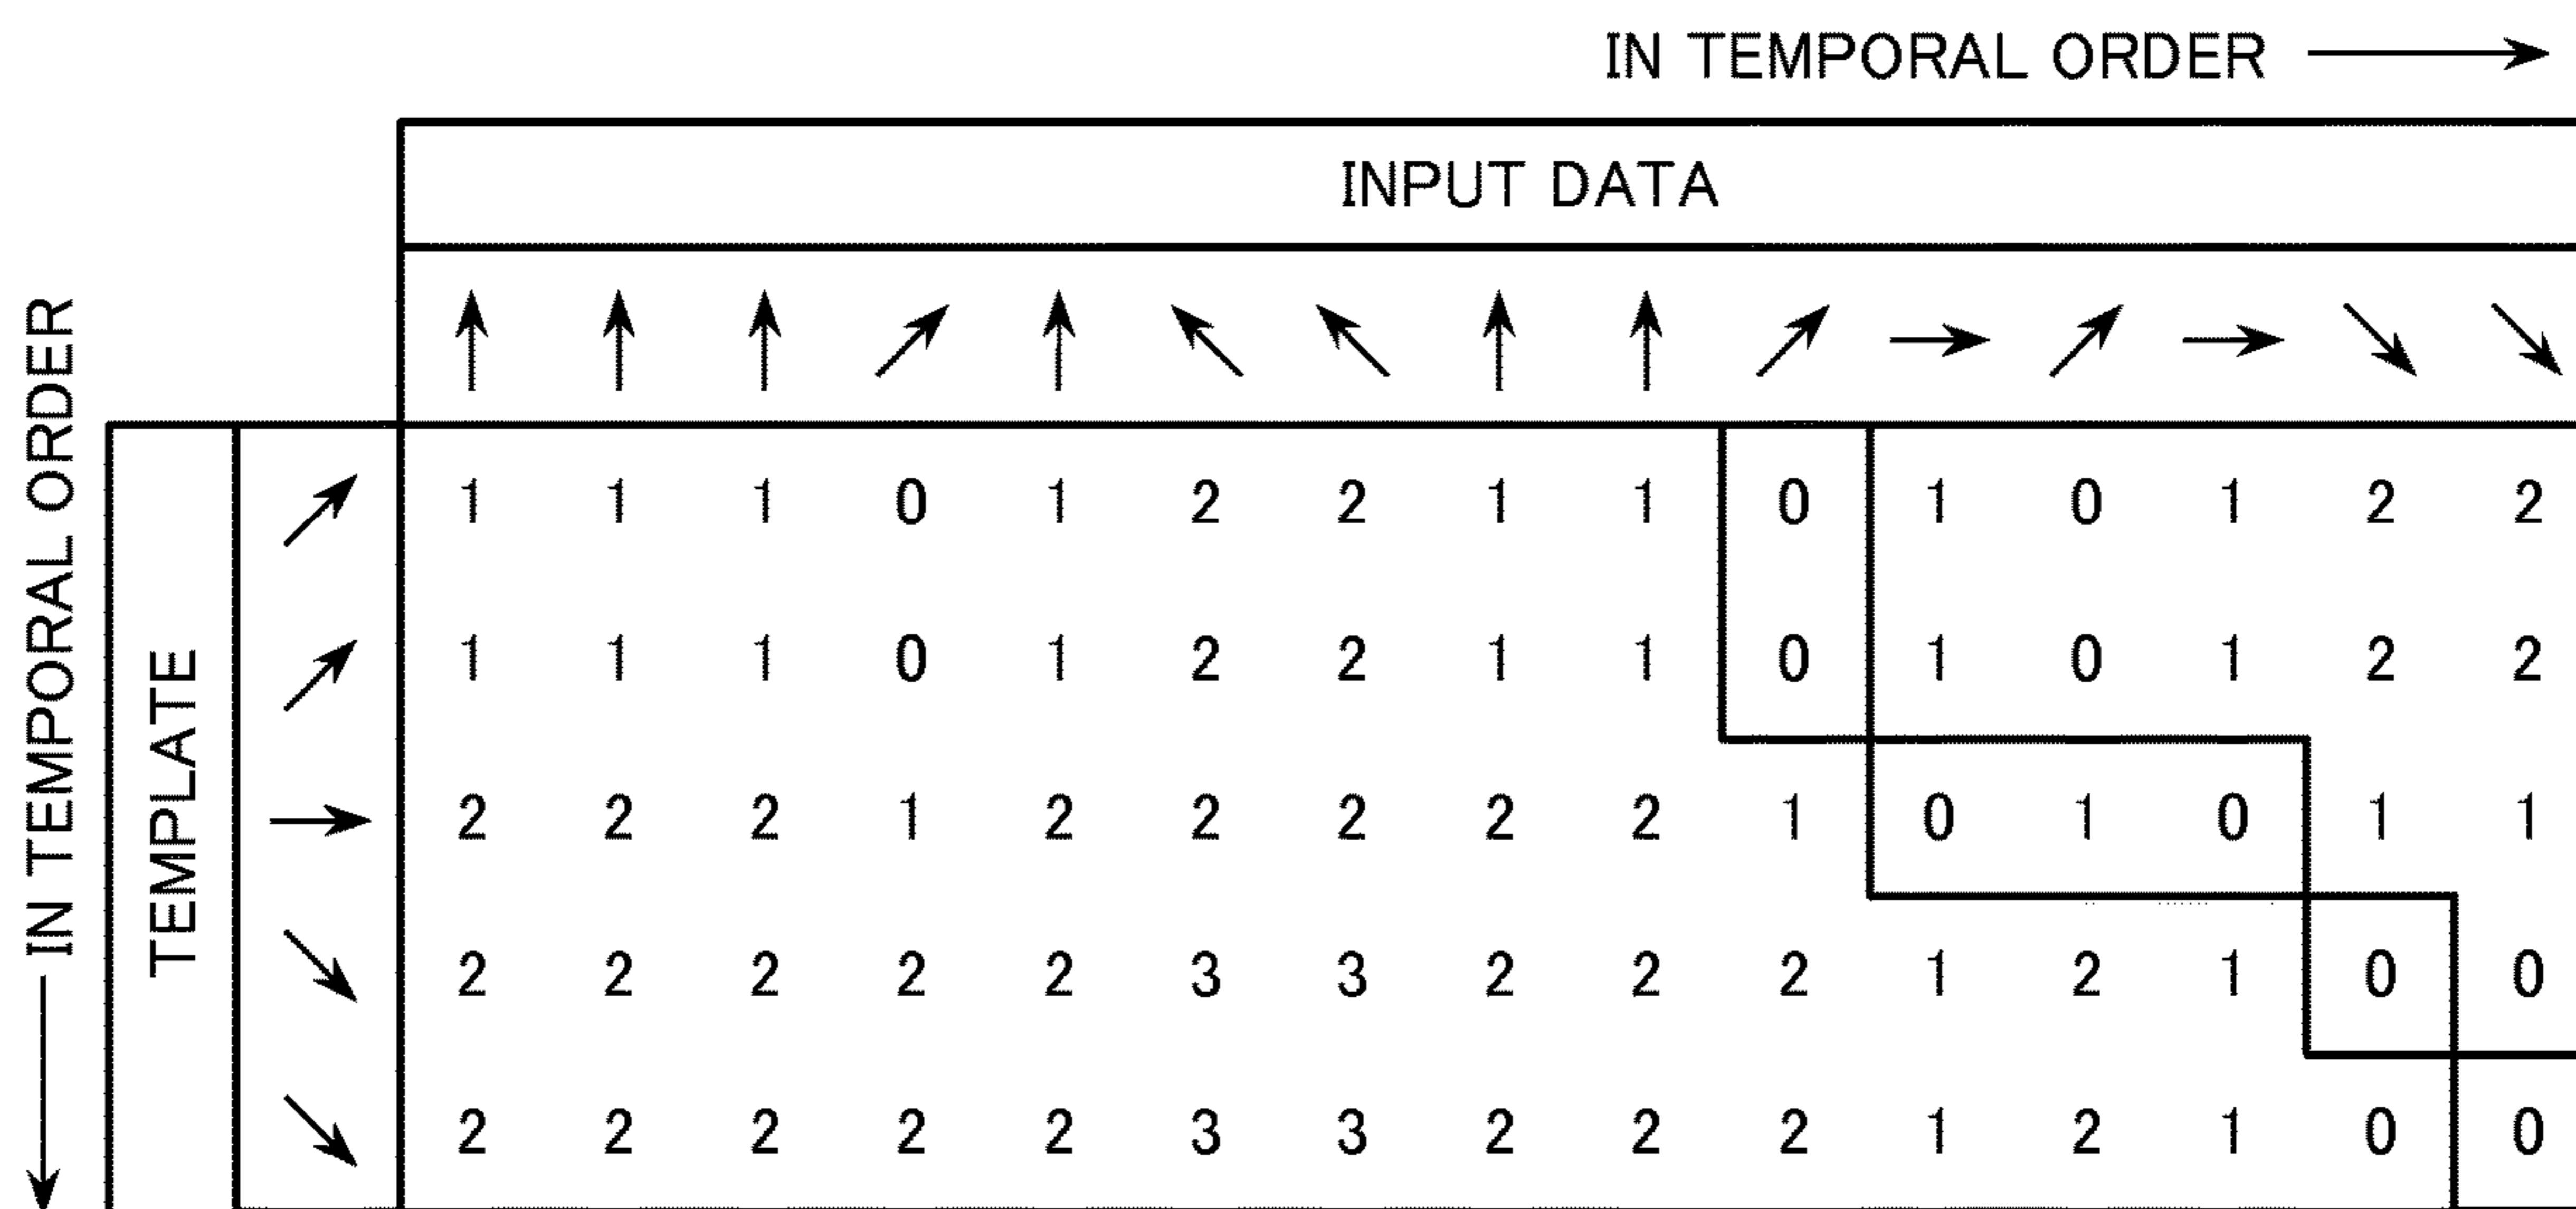 IN TEMPORAL ORDER →
INPUT DATA
↑ ↑ ↑ ↗ ↑ ↖ ↖ ↑ ↑ ↗ → ↗ → ↘ ↘
← IN TEMPORAL ORDER
TEMPLATE
↗ 1 1 1 0 1 2 2 1 1 0 1 0 1 2 2
↗ 1 1 1 0 1 2 2 1 1 0 1 0 1 2 2
→ 2 2 2 1 2 2 2 2 2 1 0 1 0 1 1
↘ 2 2 2 2 2 3 3 2 2 2 1 2 1 0 0
↘ 2 2 2 2 2 3 3 2 2 2 1 2 1 0 0